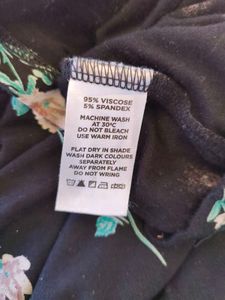 95% VISCOSE
5% SPANDEX
MACHINE WASH
AT 30°C
DO NOT BLEACH
USE WARM IRON
FLAT DRY IN SHADE
WASH DARK COLOURS
SEPARATELY
AWAY FROM FLAME
DO NOT WRING